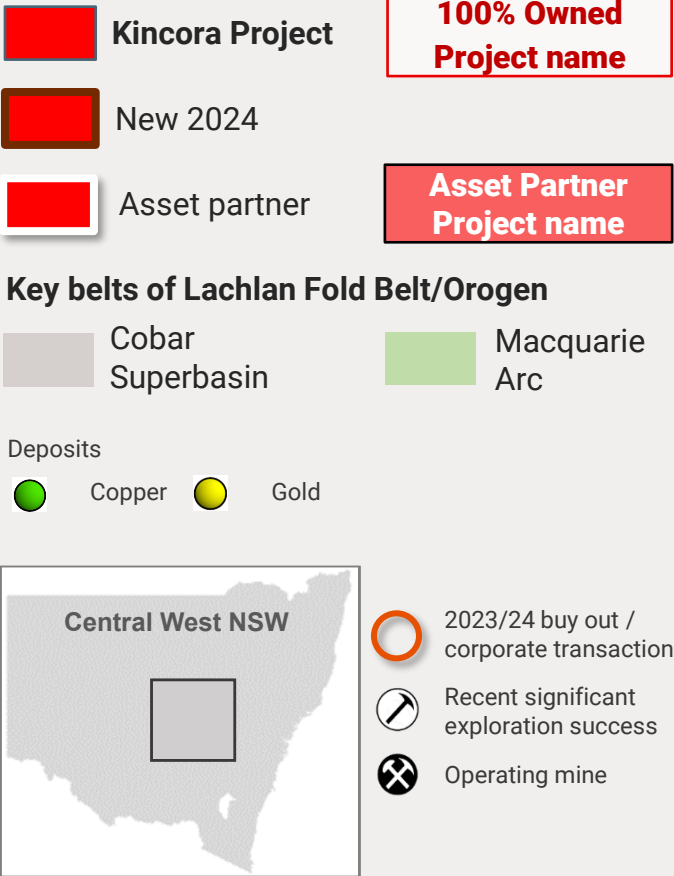 Kincora Project
100% Owned
Project name
New 2024
Asset partner
Asset Partner
Project name
Key belts of Lachlan Fold Belt/Orogen
Cobar
Superbasin
Macquarie
Arc
Deposits
Copper
Gold
Central West NSW
2023/24 buy out /
corporate transaction
Recent significant
exploration success
Operating mine